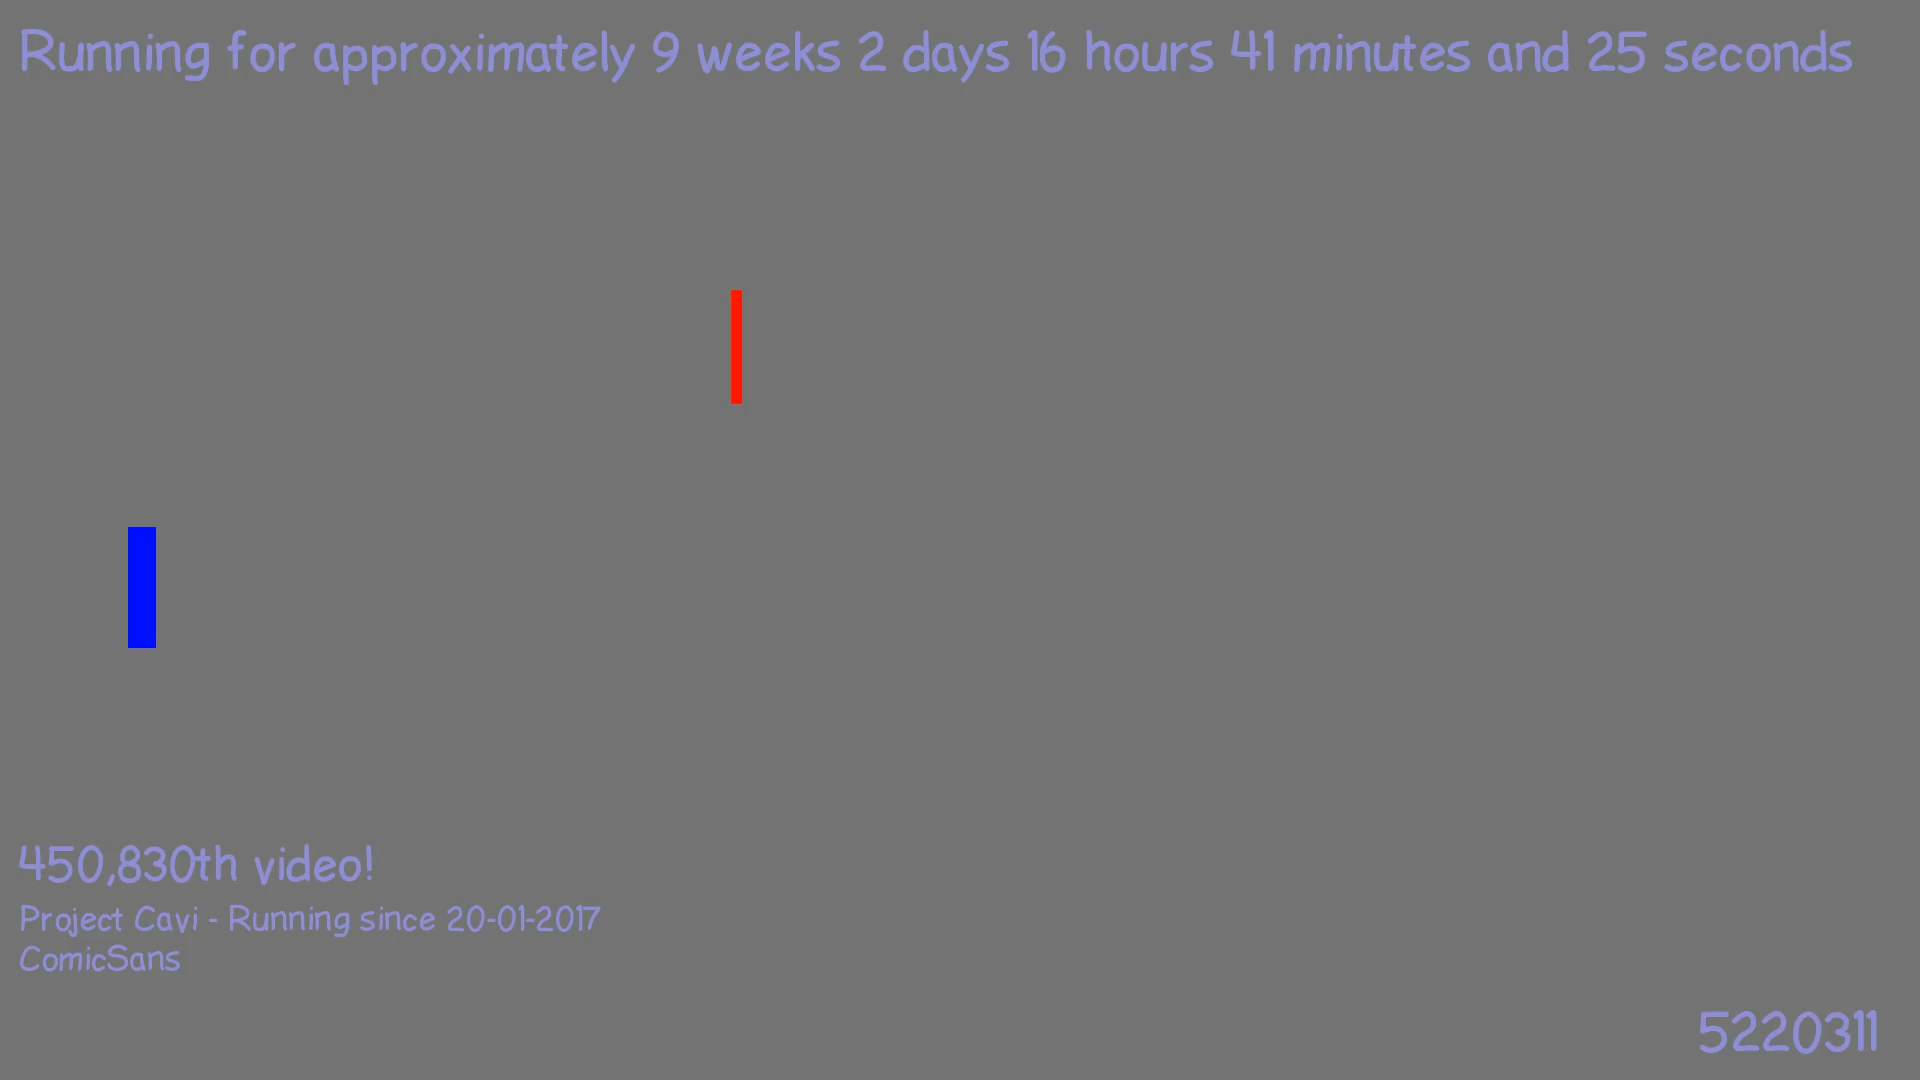 Running for approximately 9 weeks 2 days 16 hours 41 minutes and 25 seconds
450,830th video!
Project Cavi - Running since 20-01-2017
ComicSans
5220311